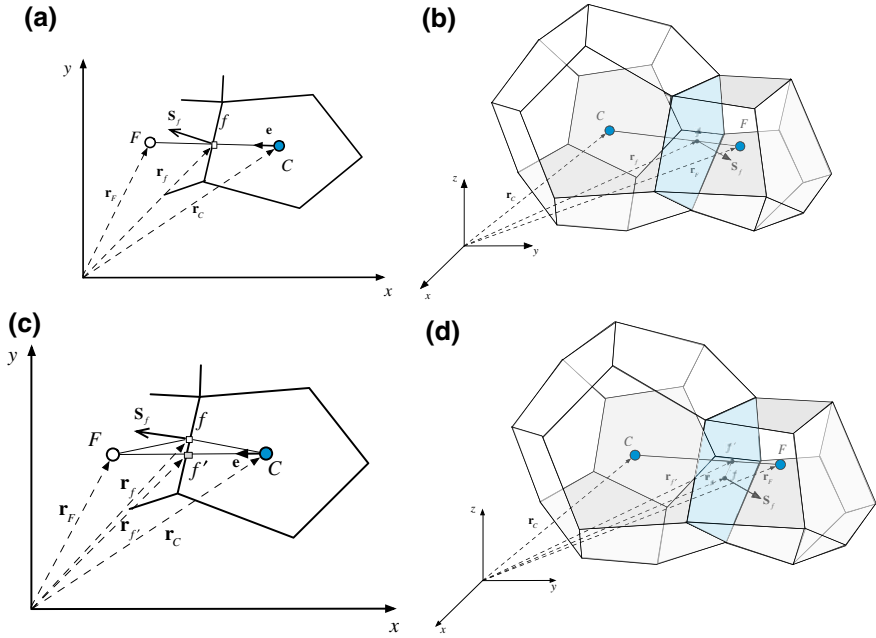 (a)
y
S_f
f
F
e
C
r_f
r_F
r_C
x
(b)
C
F
f
r_f
S_f
r_F
r_C
z
y
x
(c)
y
S_f
f
F
f'
e
C
r_f
r_F
r_f'
r_C
x
(d)
C
f'
F
r_f'
f
r_F
S_f
r_C
z
y
x